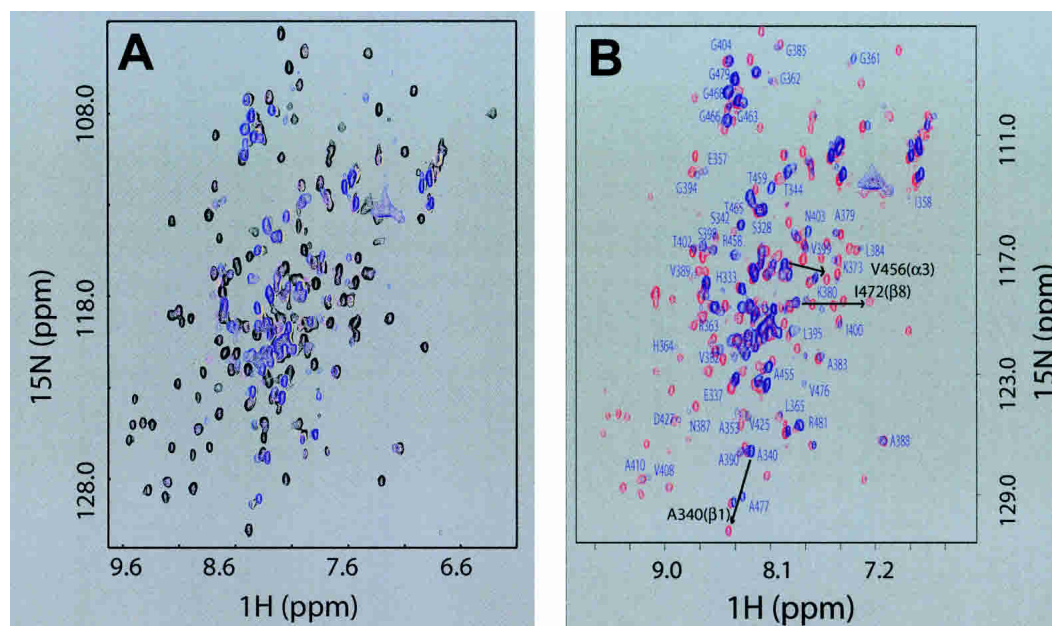 A
108.0
118.0
128.0
15N (ppm)
9.6 8.6 7.6 6.6
1H (ppm)
B
G404
G385
G361
G479
G362
G468
G466
G463
E357
G394
T459
T344
I358
T465
S342
S328
N403
A379
S398
T402
R458
V399
L384
K373
V389
H333
V456(α3)
K380
I472(β8)
R363
L395
I400
H364
V382
A383
A455
E337
V476
D427
N387
L365
A353
V425
R481
A388
A390
A340
A410
V408
A477
A340(β1)
111.0
117.0
123.0
129.0
15N (ppm)
9.0 8.1 7.2
1H (ppm)